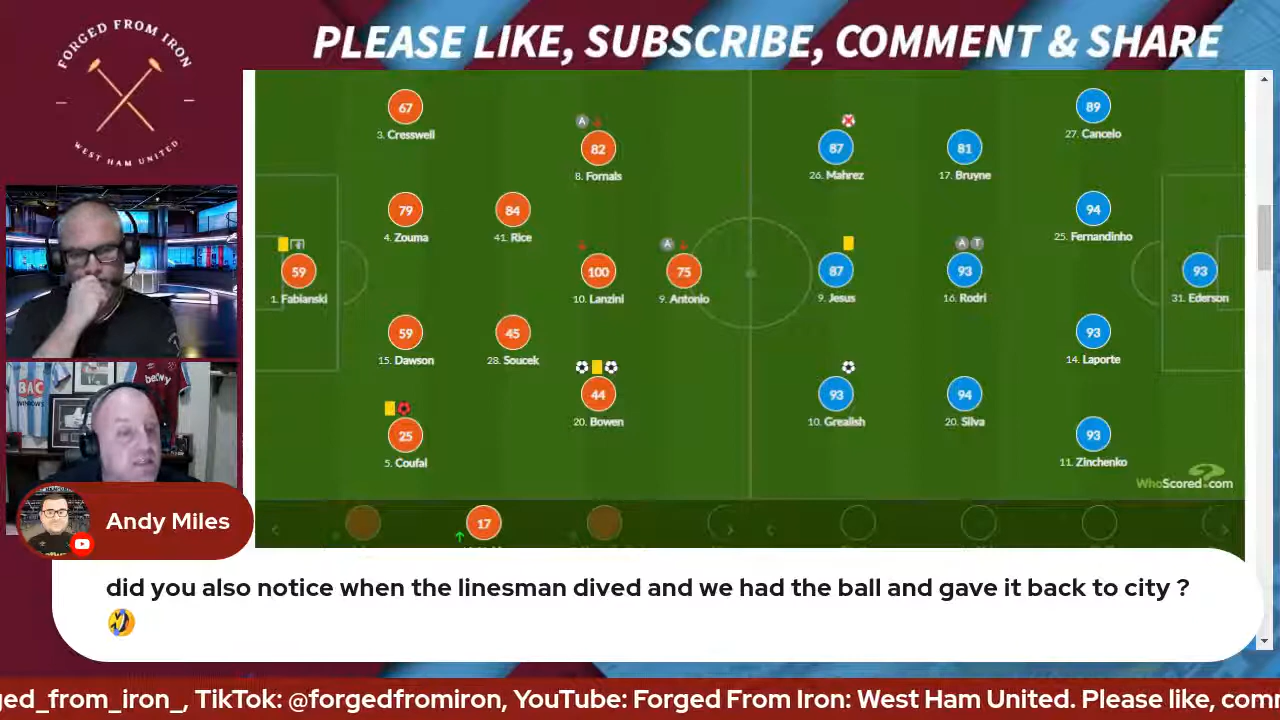 PLEASE LIKE, SUBSCRIBE, COMMENT & SHARE
FORGED FROM IRON
WEST HAM UNITED
67
3. Cresswell
A
82
8. Fornals
79
4. Zouma
84
41. Rice
59
1. Fabianski
100
10. Lanzini
A
75
9. Antonio
59
15. Dawson
45
28. Soucek
44
20. Bowen
25
5. Coufal
87
26. Mahrez
81
17. Bruyne
89
27. Cancelo
94
25. Fernandinho
87
9. Jesus
A T
93
16. Rodri
93
31. Ederson
93
14. Laporte
87
10. Grealish
94
20. Silva
93
11. Zinchenko
WhoScored.com
17
BAC
WINDOWS
betway
Andy Miles
did you also notice when the linesman dived and we had the ball and gave it back to city ?
🤣
ged_from_iron_, TikTok: @forgedfromiron, YouTube: Forged From Iron: West Ham United. Please like, com